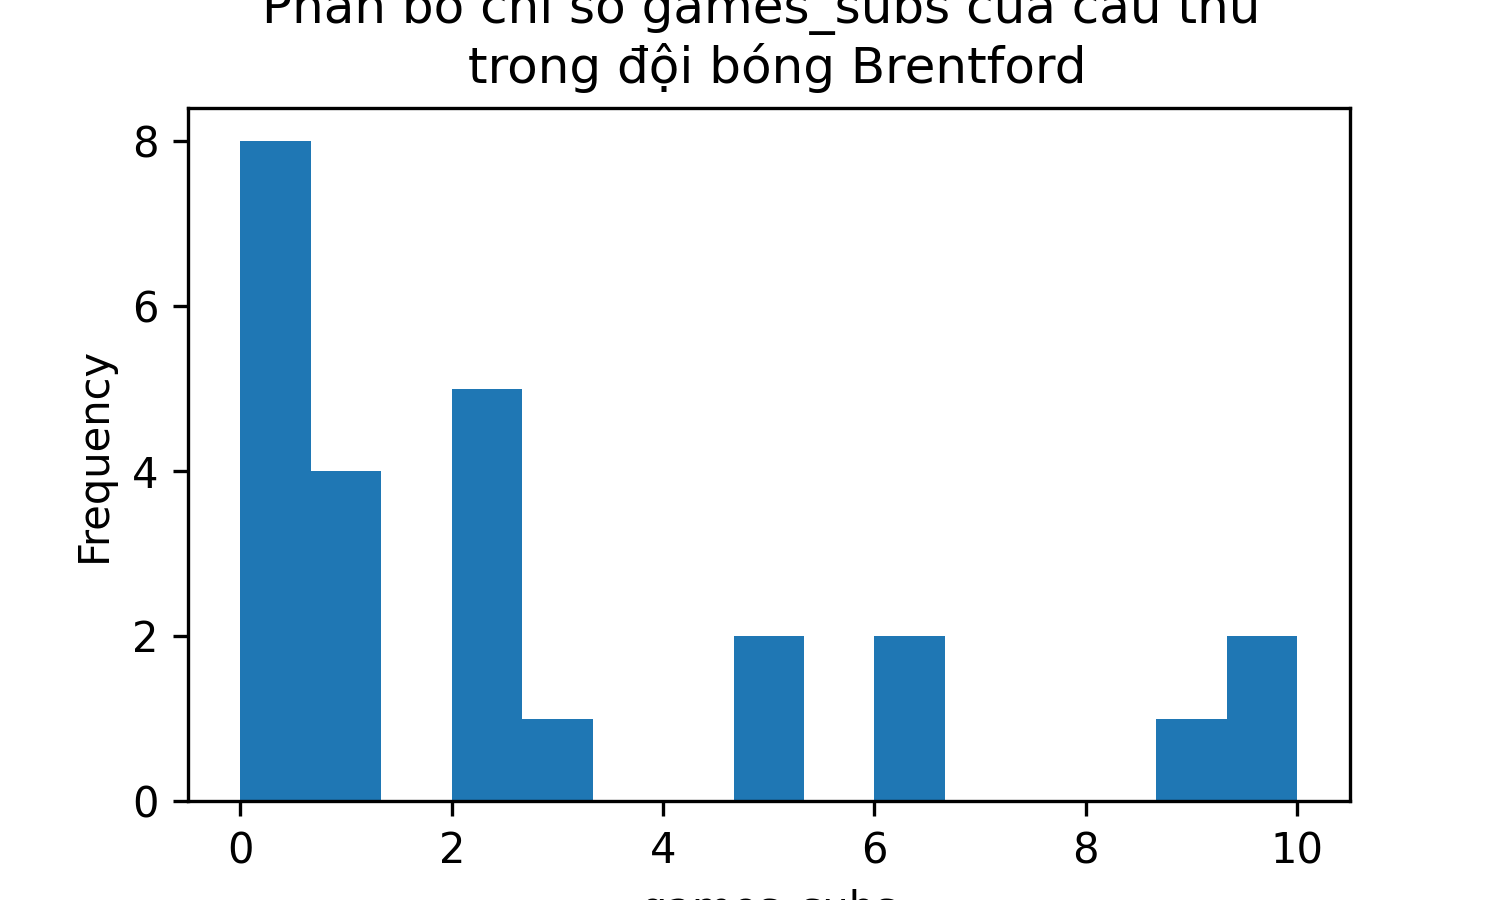 Phân bố chỉ số games_subs của cầu thủ
trong đội bóng Brentford
8
6
4
2
0
Frequency
0 2 4 6 8 10
games_subs